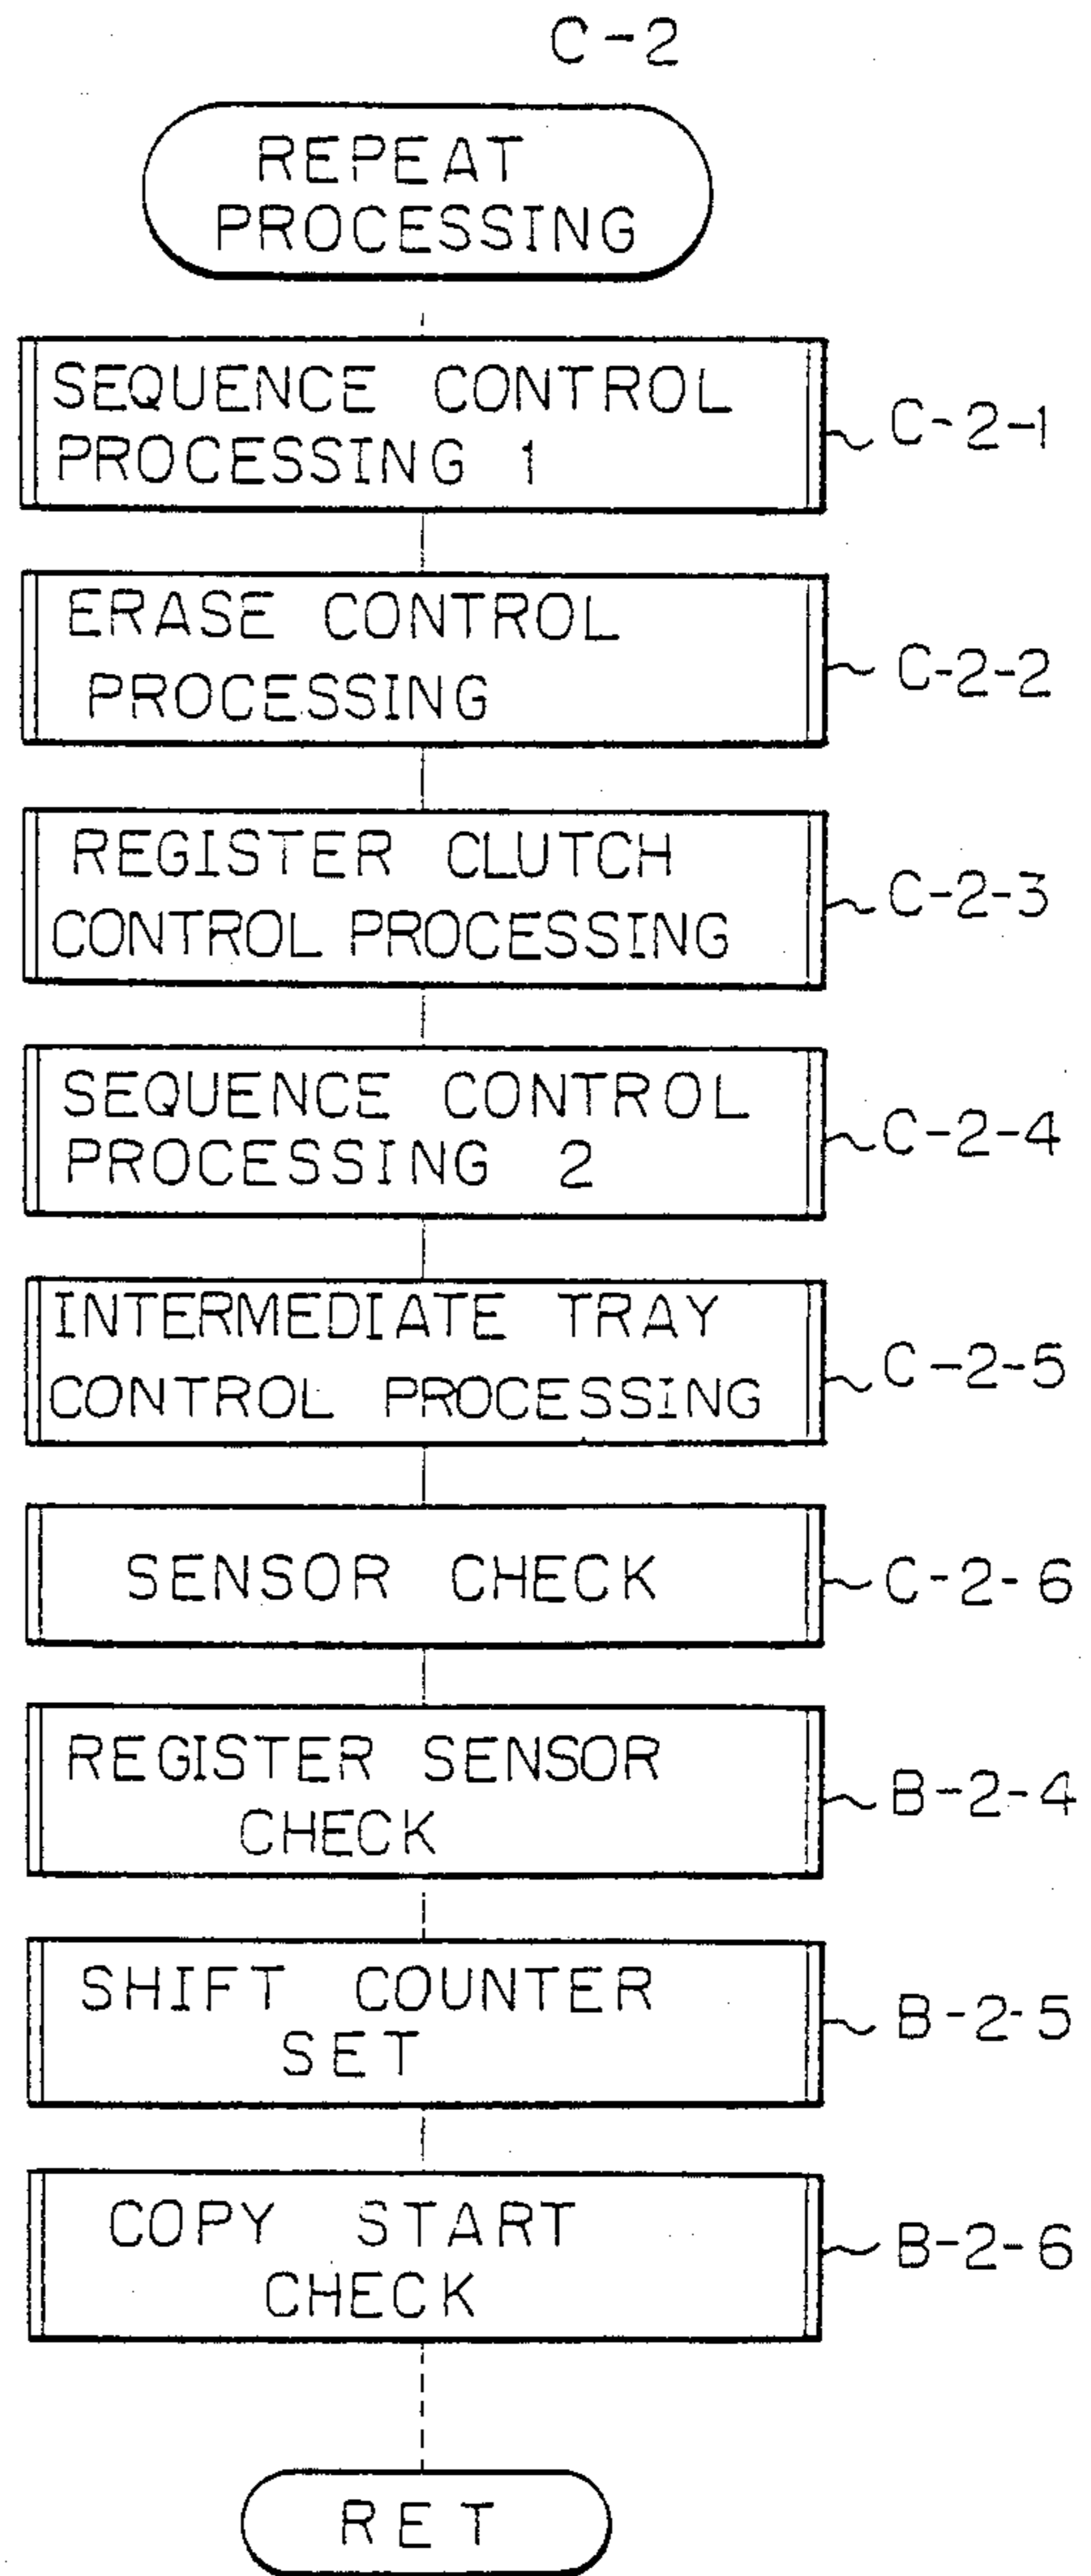 C-2
REPEAT
PROCESSING
SEQUENCE CONTROL
PROCESSING 1
C-2-1
ERASE CONTROL
PROCESSING
C-2-2
REGISTER CLUTCH
CONTROL PROCESSING
C-2-3
SEQUENCE CONTROL
PROCESSING 2
C-2-4
INTERMEDIATE TRAY
CONTROL PROCESSING
C-2-5
SENSOR CHECK
C-2-6
REGISTER SENSOR
CHECK
B-2-4
SHIFT COUNTER
SET
B-2-5
COPY START
CHECK
B-2-6
RET